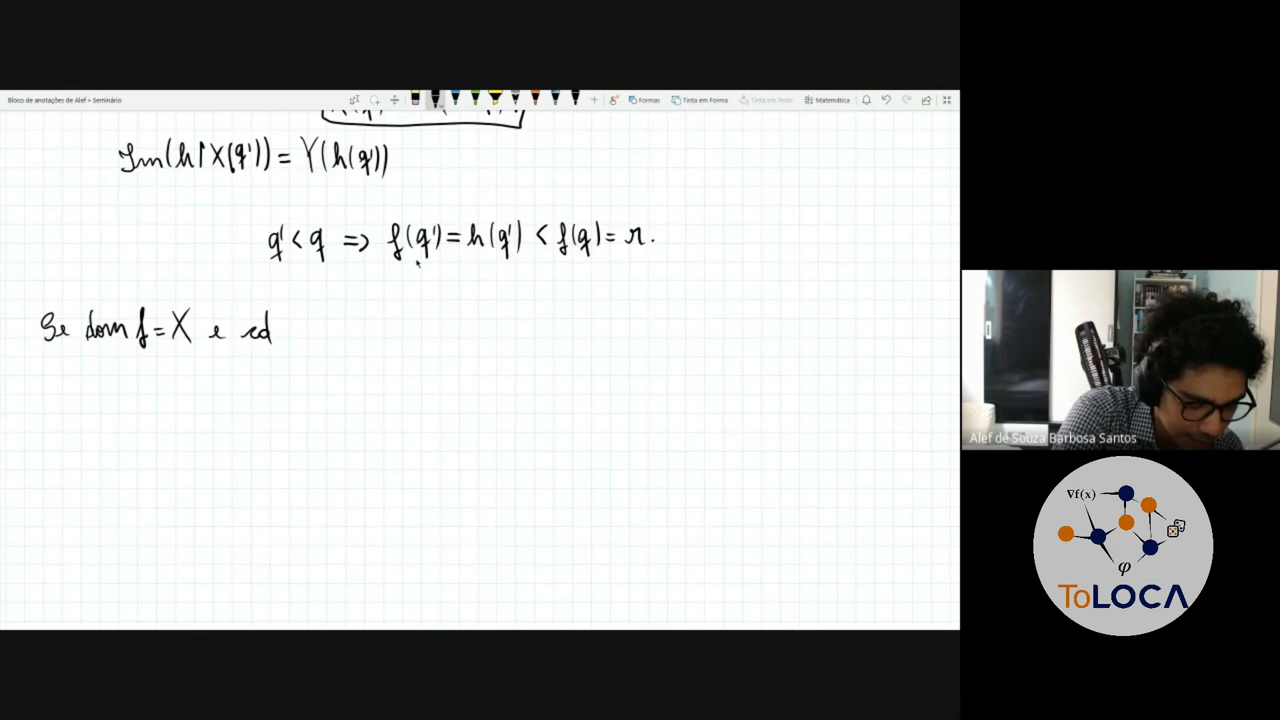 Bloco de anotações de Alef » Seminário
Formas
Tinta em Forma
Tinta em Texto
Matemática
Im(h↾X(q')) = Y(h(q'))
q' < q ⇒ f(q') = h(q') < f(q) = r.
Se dom f = X e cd
Alef de Souza Barbosa Santos
∇f(x)
φ
ToLOCA